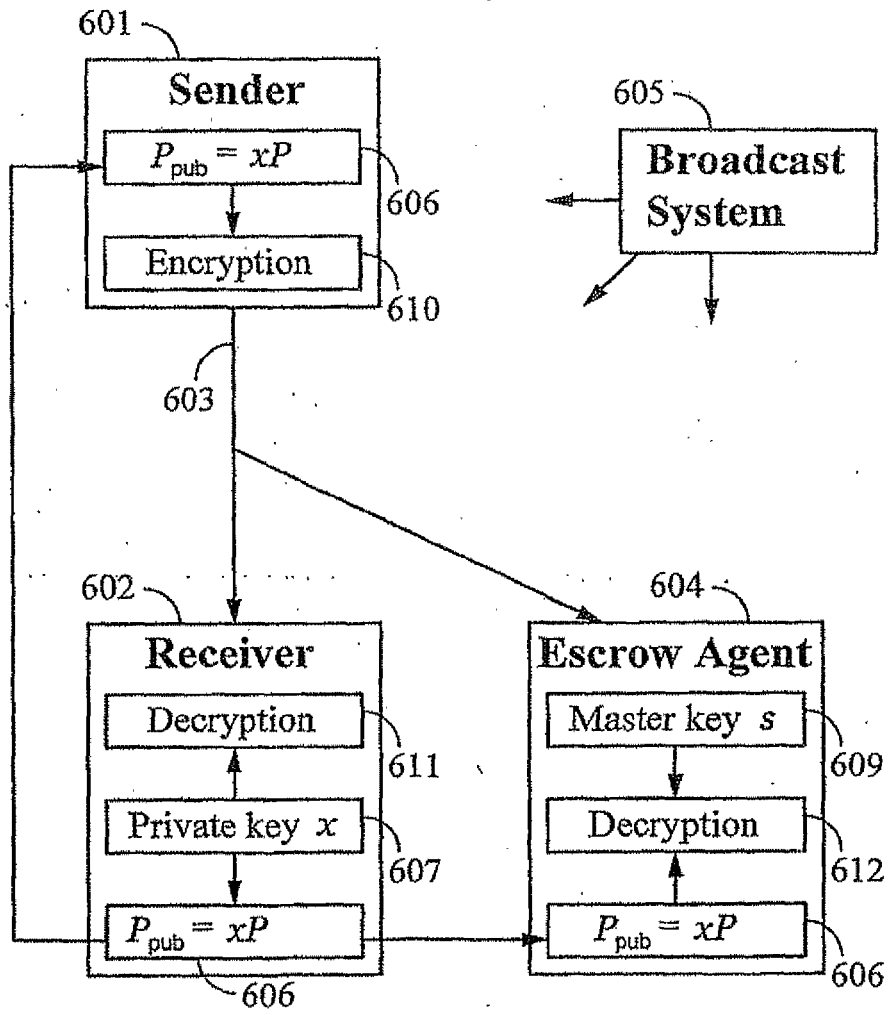 601
Sender
P_pub = xP
606
Encryption
610
603
605
Broadcast
System
602
Receiver
Decryption
611
Private key x
607
P_pub = xP
606
604
Escrow Agent
Master key s
609
Decryption
612
P_pub = xP
606